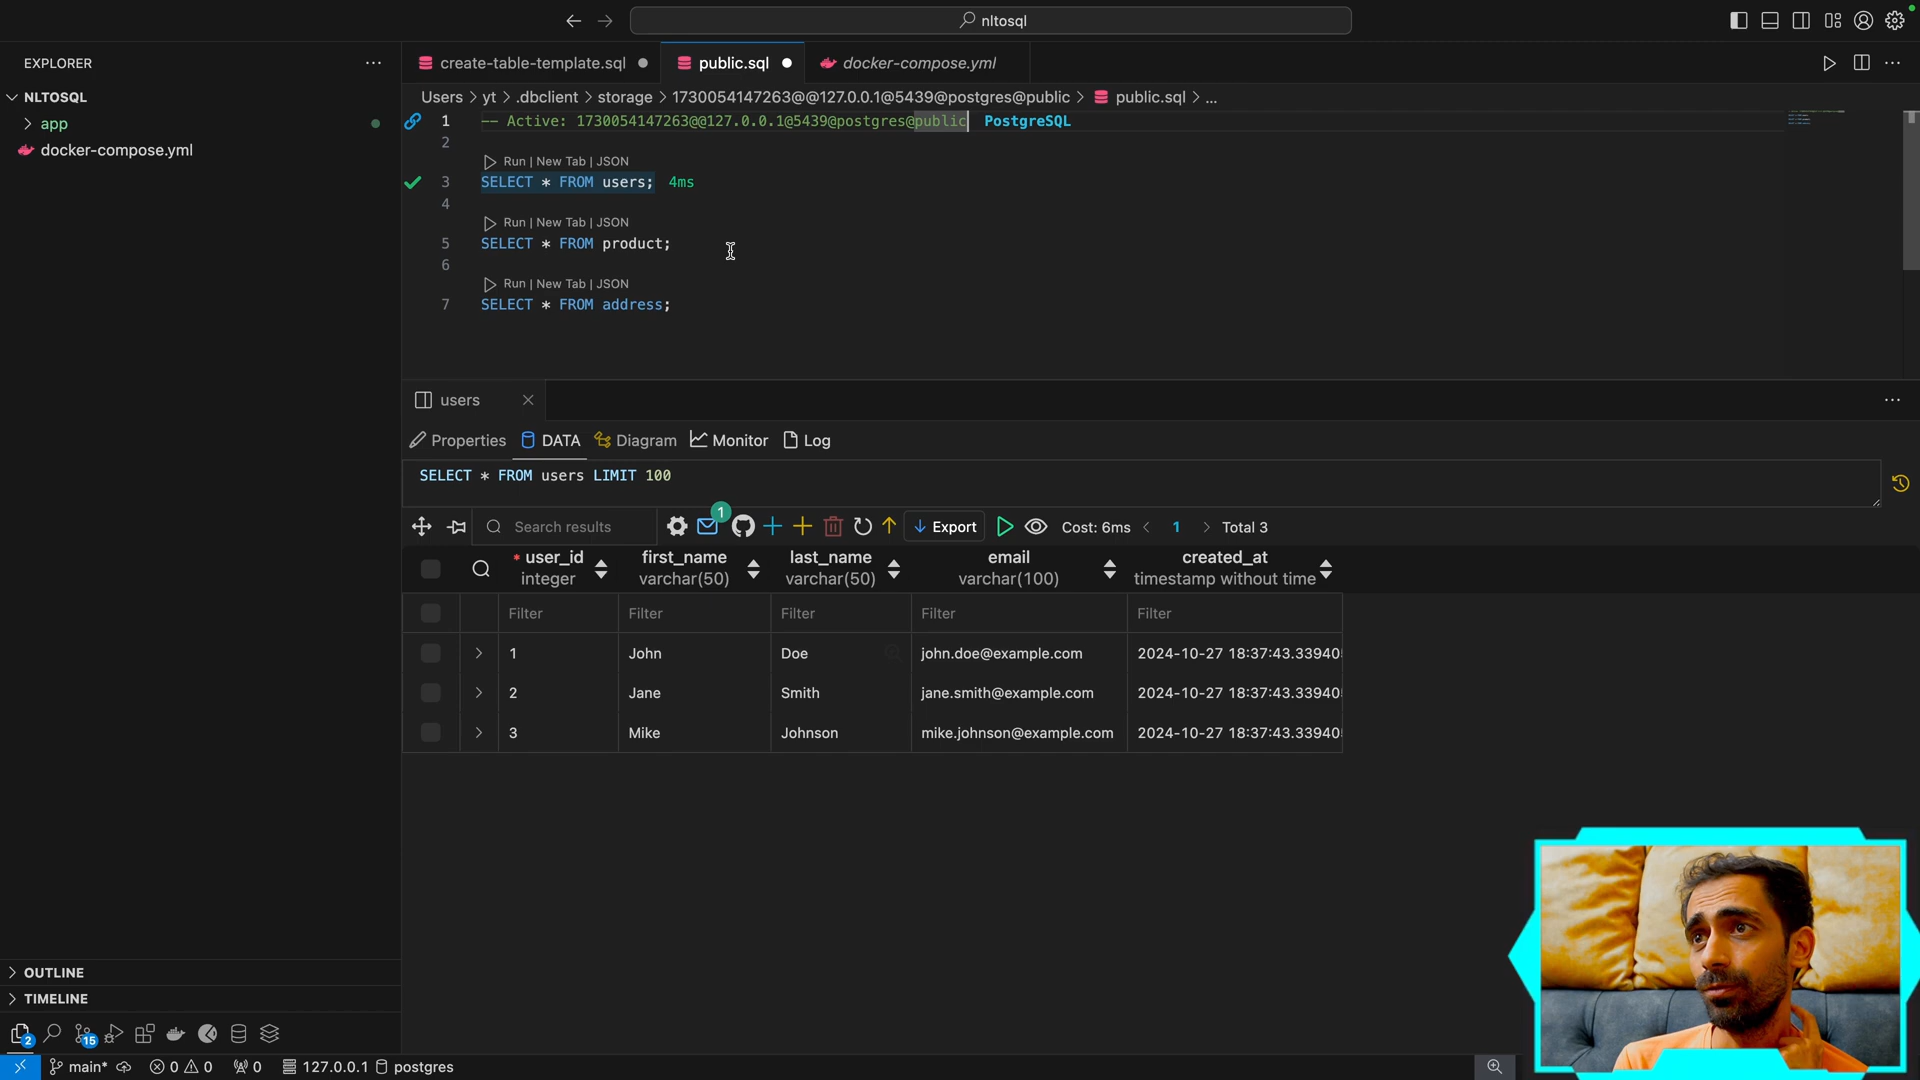 nltosql
EXPLORER
NLTOSQL
app
docker-compose.yml
create-table-template.sql
public.sql
docker-compose.yml
Users > yt > .dbclient > storage > 1730054147263@@127.0.0.1@5439@postgres@public > public.sql > ...
1 -- Active: 1730054147263@@127.0.0.1@5439@postgres@public PostgreSQL
2
Run | New Tab | JSON
3 SELECT * FROM users; 4ms
4
Run | New Tab | JSON
5 SELECT * FROM product;
6
Run | New Tab | JSON
7 SELECT * FROM address;
users
Properties DATA Diagram Monitor Log
SELECT * FROM users LIMIT 100
1
Search results Export Cost: 6ms < 1 > Total 3
* user_id first_name last_name email created_at
integer varchar(50) varchar(50) varchar(100) timestamp without time
Filter Filter Filter Filter Filter
1 John Doe john.doe@example.com 2024-10-27 18:37:43.33940
2 Jane Smith jane.smith@example.com 2024-10-27 18:37:43.33940
3 Mike Johnson mike.johnson@example.com 2024-10-27 18:37:43.33940
OUTLINE
TIMELINE
2 15
main* 0 0 0 127.0.0.1 postgres